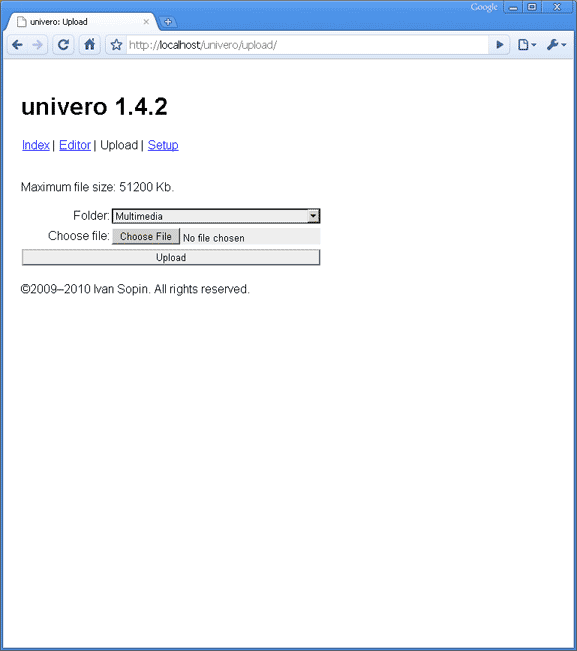 Google
univero: Upload
http://localhost/univero/upload/
univero 1.4.2
Index | Editor | Upload | Setup
Maximum file size: 51200 Kb.
Folder: Multimedia
Choose file: Choose File No file chosen
Upload
©2009–2010 Ivan Sopin. All rights reserved.